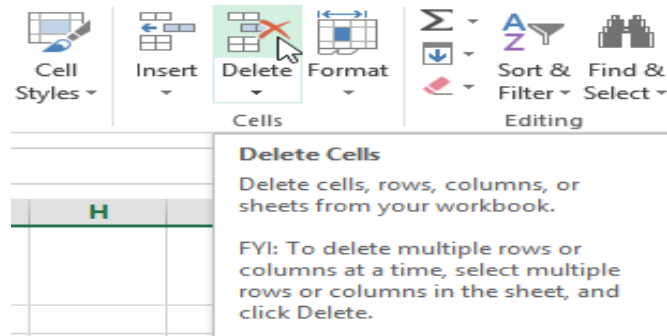 Cell
Styles
Insert
Delete
Format
Σ
A
Z
Sort &
Filter
Find &
Select
Cells
Editing
H
Delete Cells
Delete cells, rows, columns, or
sheets from your workbook.
FYI: To delete multiple rows or
columns at a time, select multiple
rows or columns in the sheet, and
click Delete.